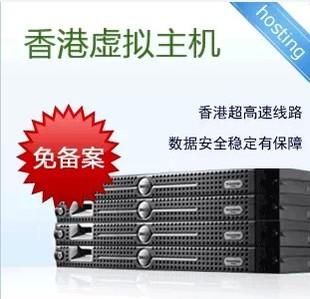 hosting
香港虚拟主机
香港超高速线路
数据安全稳定有保障
免备案